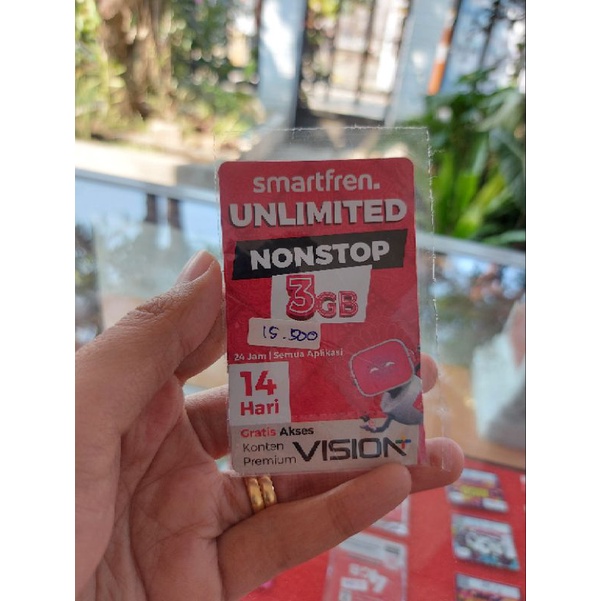 smartfren.
UNLIMITED
NONSTOP
3GB
15.500
24 Jam | Semua Aplikasi
14
Hari
Gratis Akses
Konten
Premium
VISION+